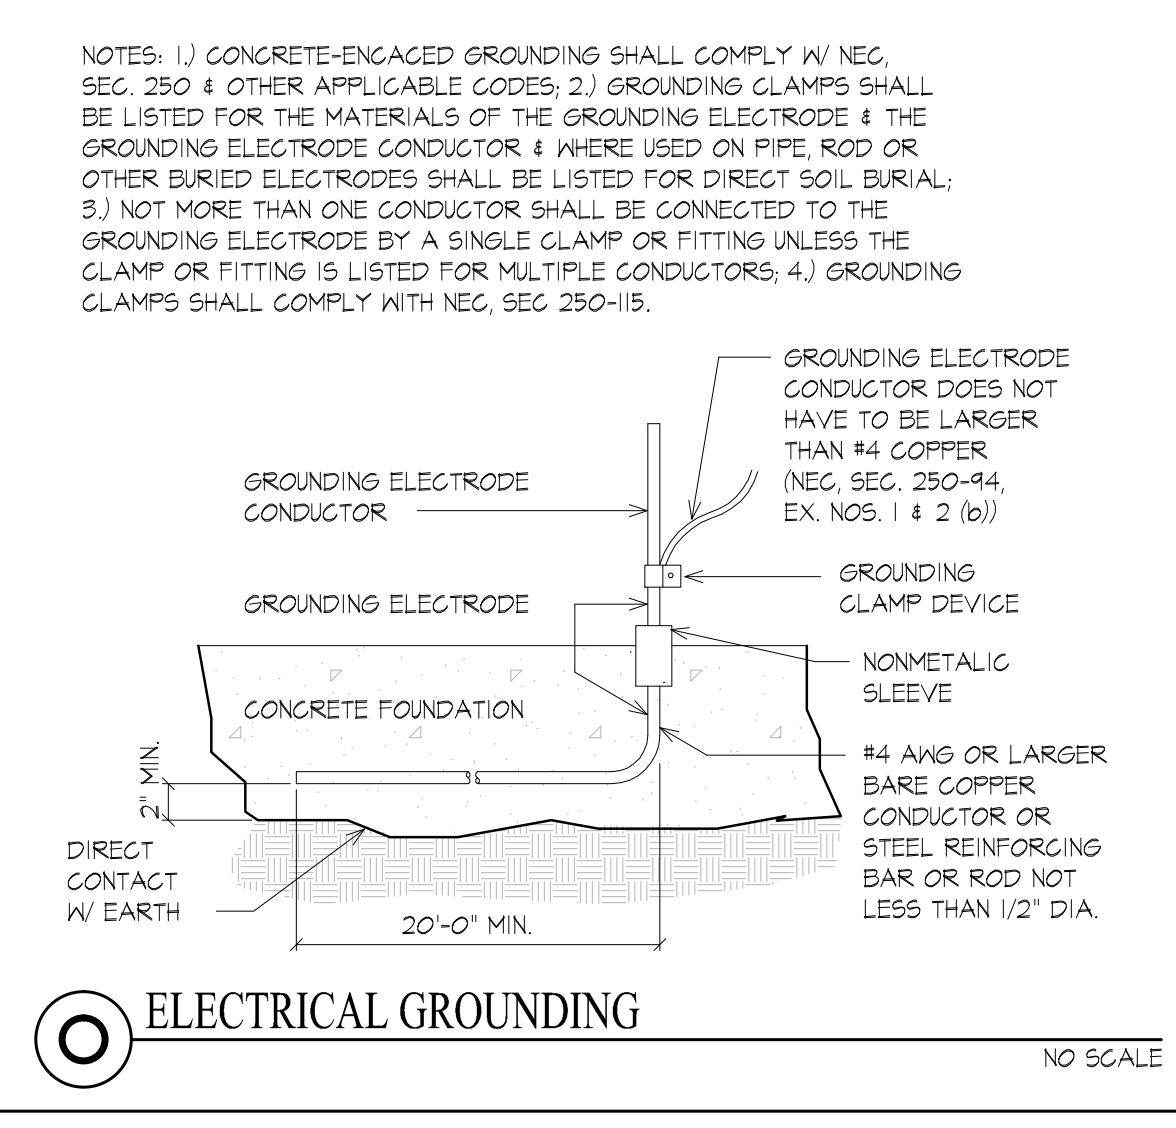 NOTES: 1.) CONCRETE-ENCACED GROUNDING SHALL COMPLY W/ NEC,
SEC. 250 & OTHER APPLICABLE CODES; 2.) GROUNDING CLAMPS SHALL
BE LISTED FOR THE MATERIALS OF THE GROUNDING ELECTRODE & THE
GROUNDING ELECTRODE CONDUCTOR & WHERE USED ON PIPE, ROD OR
OTHER BURIED ELECTRODES SHALL BE LISTED FOR DIRECT SOIL BURIAL;
3.) NOT MORE THAN ONE CONDUCTOR SHALL BE CONNECTED TO THE
GROUNDING ELECTRODE BY A SINGLE CLAMP OR FITTING UNLESS THE
CLAMP OR FITTING IS LISTED FOR MULTIPLE CONDUCTORS; 4.) GROUNDING
CLAMPS SHALL COMPLY WITH NEC, SEC 250-115.
GROUNDING ELECTRODE
CONDUCTOR DOES NOT
HAVE TO BE LARGER
THAN #4 COPPER
(NEC, SEC. 250-94,
EX. NOS. 1 & 2 (b))
GROUNDING ELECTRODE
CONDUCTOR
GROUNDING
CLAMP DEVICE
GROUNDING ELECTRODE
NONMETALIC
SLEEVE
CONCRETE FOUNDATION
#4 AWG OR LARGER
BARE COPPER
CONDUCTOR OR
STEEL REINFORCING
BAR OR ROD NOT
LESS THAN 1/2" DIA.
2" MIN.
DIRECT
CONTACT
W/ EARTH
20'-0" MIN.
O
ELECTRICAL GROUNDING
NO SCALE